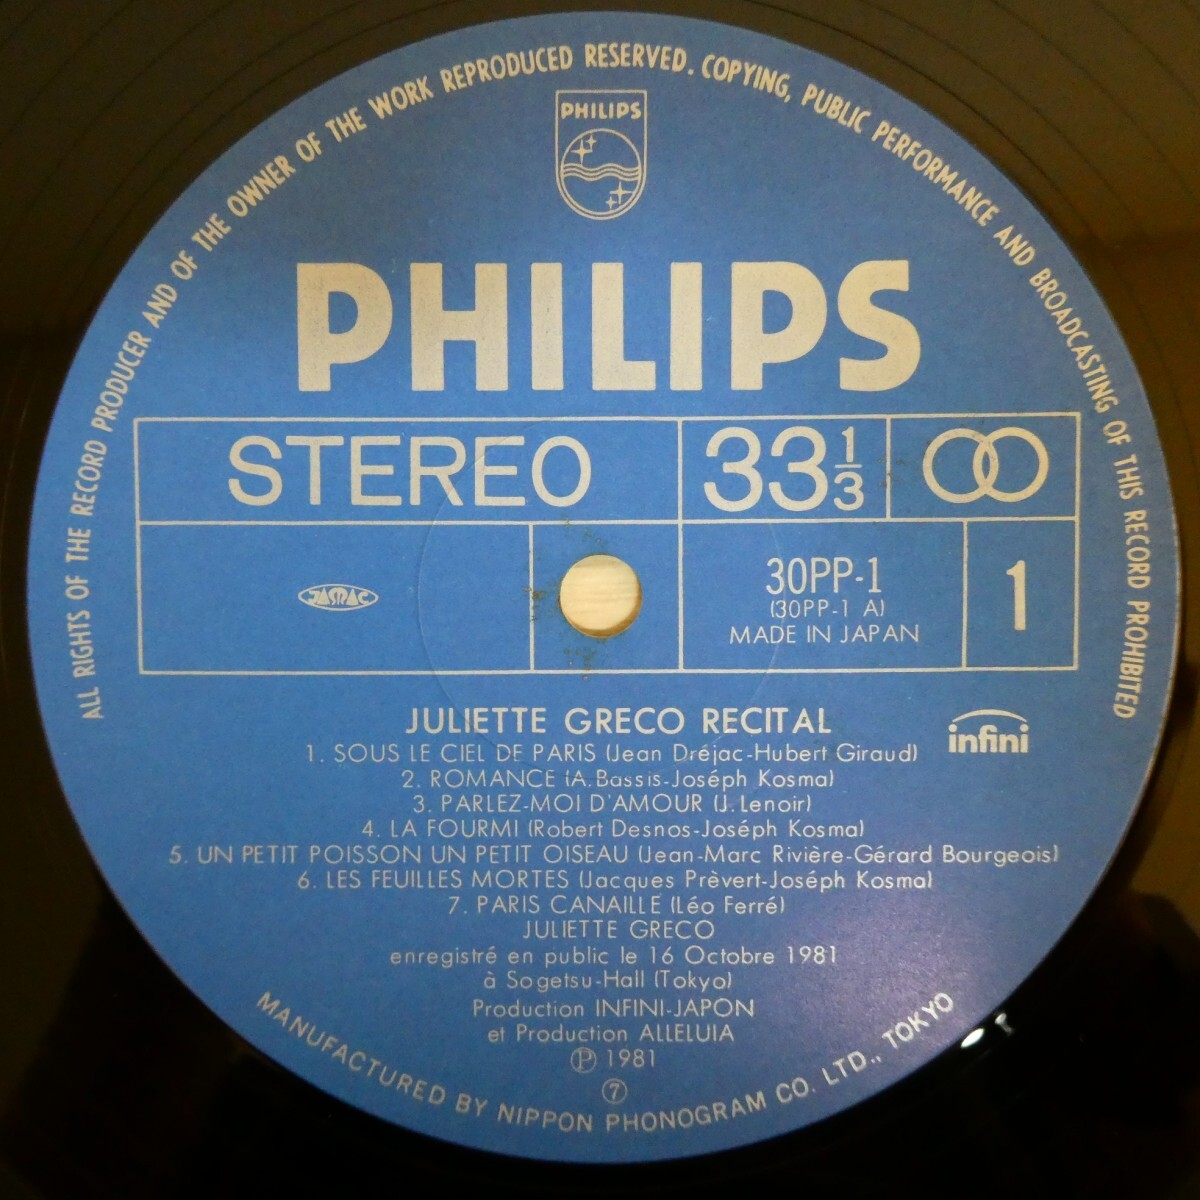 ALL RIGHTS OF THE RECORD PRODUCER AND OF THE OWNER OF THE WORK REPRODUCED RESERVED. COPYING, PUBLIC PERFORMANCE AND BROADCASTING OF THIS RECORD PROHIBITED
PHILIPS
PHILIPS
STEREO
33 1/3
JASRAC
30PP-1
(30PP-1 A)
MADE IN JAPAN
1
JULIETTE GRECO RECITAL
infini
1. SOUS LE CIEL DE PARIS (Jean Dréjac-Hubert Giraud)
2. ROMANCE (A. Bassis-Joséph Kosma)
3. PARLEZ-MOI D'AMOUR (J. Lenoir)
4. LA FOURMI (Robert Desnos-Joséph Kosma)
5. UN PETIT POISSON UN PETIT OISEAU (Jean-Marc Rivière-Gérard Bourgeois)
6. LES FEUILLES MORTES (Jacques Prèvert-Joséph Kosma)
7. PARIS CANAILLE (Léo Ferré)
JULIETTE GRECO
enregistré en public le 16 Octobre 1981
à Sogetsu-Hall (Tokyo)
Production INFINI-JAPON
et Production ALLELUIA
Ⓟ 1981
⑦
MANUFACTURED BY NIPPON PHONOGRAM CO. LTD., TOKYO